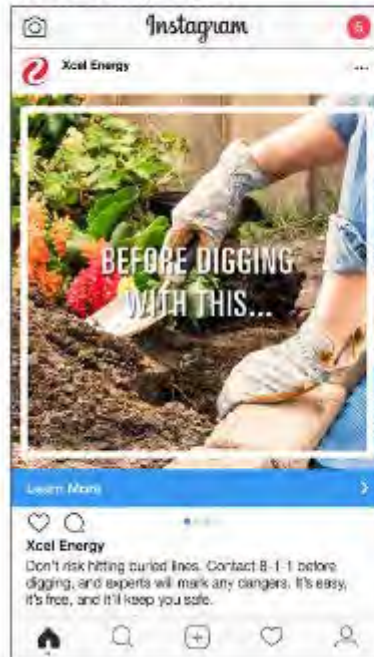 Instagram
6
Xcel Energy
BEFORE DIGGING
WITH THIS...
Learn More
Xcel Energy
Don't risk hitting buried lines. Contact 8-1-1 before
digging, and experts will mark any dangers. It's easy,
it's free, and it'll keep you safe.